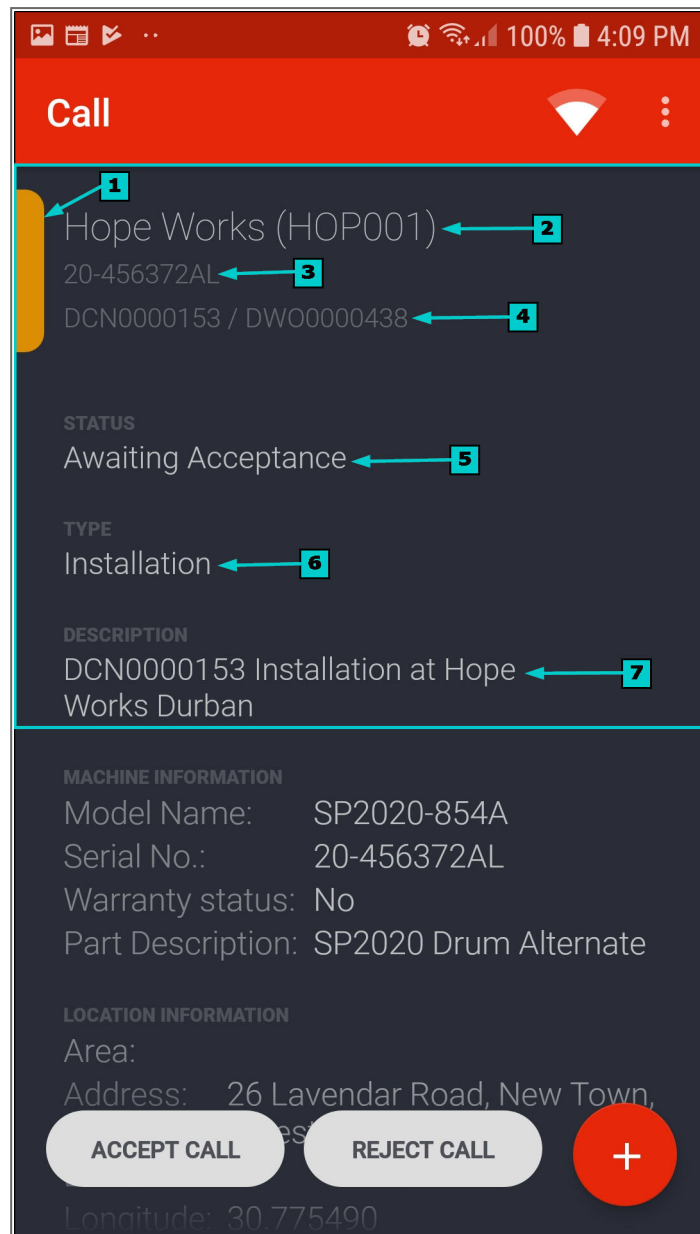 100% 4:09 PM
Call
1
Hope Works (HOP001) 2
20-456372AL 3
DCN0000153 / DWO0000438 4
STATUS
Awaiting Acceptance 5
TYPE
Installation 6
DESCRIPTION
DCN0000153 Installation at Hope 7
Works Durban
MACHINE INFORMATION
Model Name: SP2020-854A
Serial No.: 20-456372AL
Warranty status: No
Part Description: SP2020 Drum Alternate
LOCATION INFORMATION
Area:
Address: 26 Lavendar Road, New Town,
ACCEPT CALL REJECT CALL +
Longitude: 30.775490